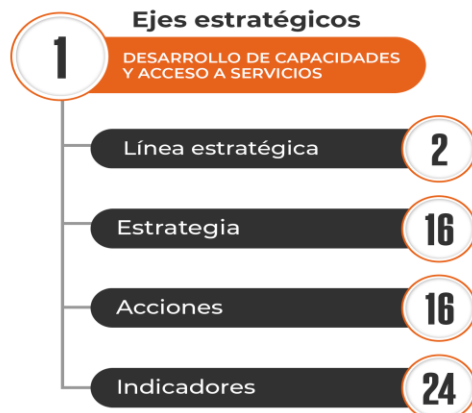 Ejes estratégicos
1
DESARROLLO DE CAPACIDADES
Y ACCESO A SERVICIOS
Línea estratégica 2
Estrategia 16
Acciones 16
Indicadores 24